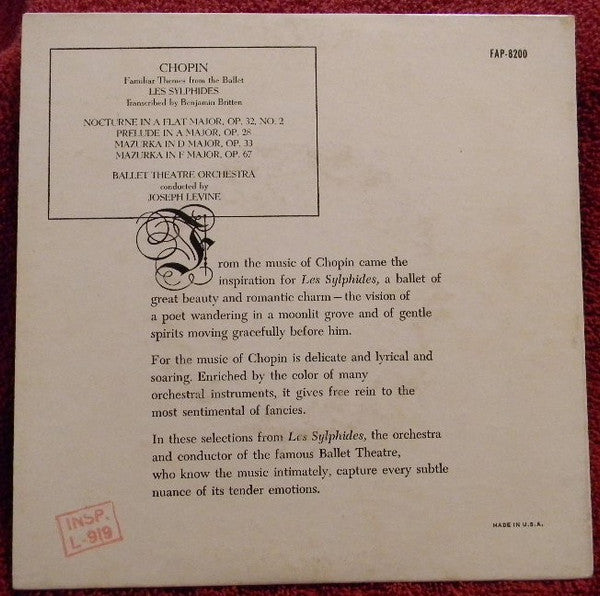 FAP-8200
CHOPIN
Familiar Themes from the Ballet
LES SYLPHIDES
Transcribed by Benjamin Britten
NOCTURNE IN A FLAT MAJOR, OP. 32, NO. 2
PRELUDE IN A MAJOR, OP. 28
MAZURKA IN D MAJOR, OP. 33
MAZURKA IN F MAJOR, OP. 67
BALLET THEATRE ORCHESTRA
conducted by
JOSEPH LEVINE
From the music of Chopin came the
inspiration for Les Sylphides, a ballet of
great beauty and romantic charm — the vision of
a poet wandering in a moonlit grove and of gentle
spirits moving gracefully before him.
For the music of Chopin is delicate and lyrical and
soaring. Enriched by the color of many
orchestral instruments, it gives free rein to the
most sentimental of fancies.
In these selections from Les Sylphides, the orchestra
and conductor of the famous Ballet Theatre,
who know the music intimately, capture every subtle
nuance of its tender emotions.
INSP.
L-919
MADE IN U.S.A.